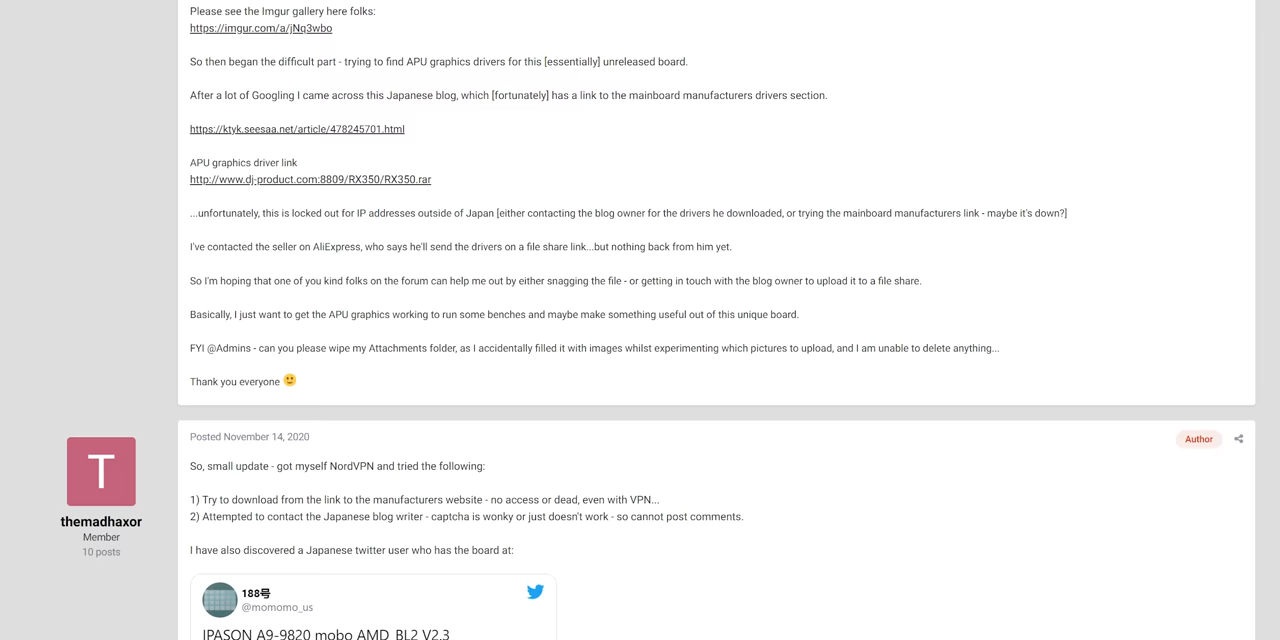 Please see the Imgur gallery here folks:
https://imgur.com/a/jNq3wbo
So then began the difficult part - trying to find APU graphics drivers for this [essentially] unreleased board.
After a lot of Googling I came across this Japanese blog, which [fortunately] has a link to the mainboard manufacturers drivers section.
https://ktyk.seesaa.net/article/478245701.html
APU graphics driver link
http://www.dj-product.com:8809/RX350/RX350.rar
...unfortunately, this is locked out for IP addresses outside of Japan [either contacting the blog owner for the drivers he downloaded, or trying the mainboard manufacturers link - maybe it's down?]
I've contacted the seller on AliExpress, who says he'll send the drivers on a file share link...but nothing back from him yet.
So I'm hoping that one of you kind folks on the forum can help me out by either snagging the file - or getting in touch with the blog owner to upload it to a file share.
Basically, I just want to get the APU graphics working to run some benches and maybe make something useful out of this unique board.
FYI @Admins - can you please wipe my Attachments folder, as I accidentally filled it with images whilst experimenting which pictures to upload, and I am unable to delete anything...
Thank you everyone 🙂
T
themadhaxor
Member
10 posts
Posted November 14, 2020
Author
So, small update - got myself NordVPN and tried the following:
1) Try to download from the link to the manufacturers website - no access or dead, even with VPN...
2) Attempted to contact the Japanese blog writer - captcha is wonky or just doesn't work - so cannot post comments.
I have also discovered a Japanese twitter user who has the board at:
188号
@momomo_us
IPASON A9-9820 mobo AMD_BL2 V2.3